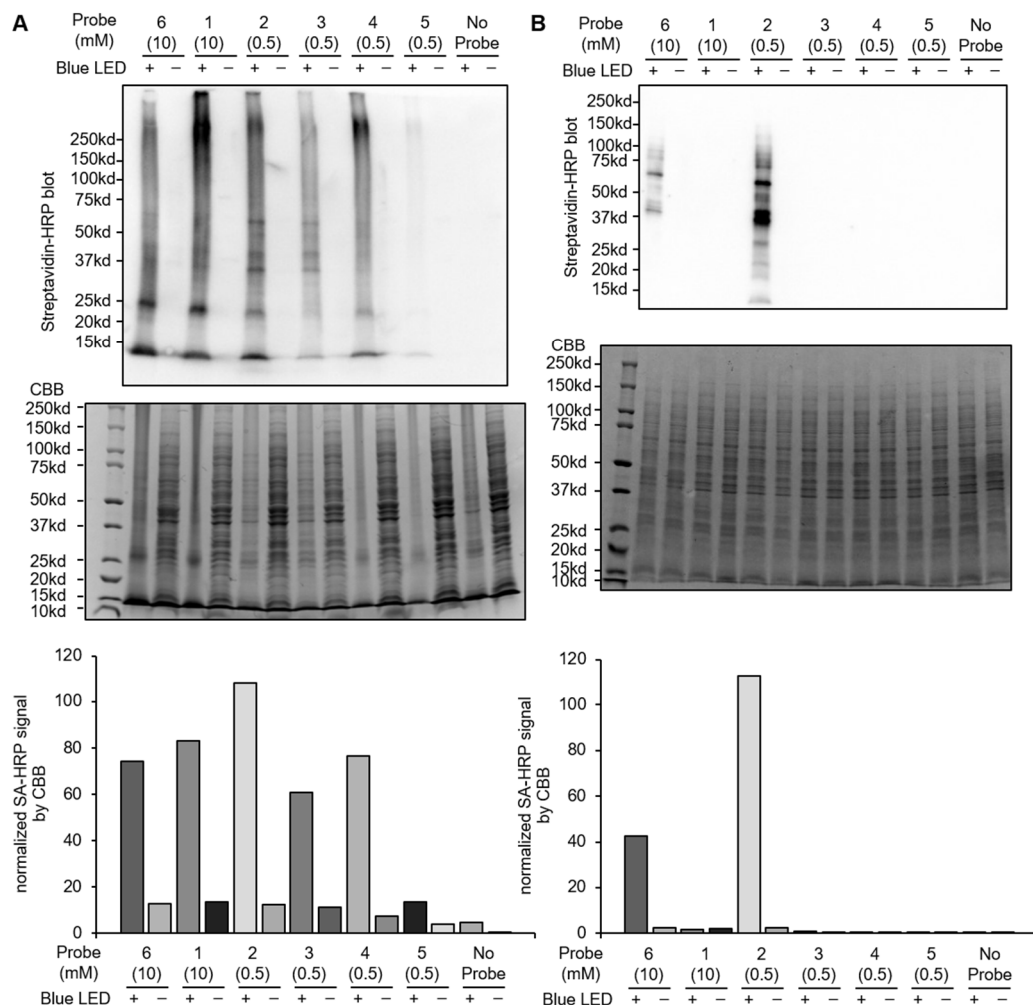 A
Probe 6 1 2 3 4 5 No
(mM) (10) (10) (0.5) (0.5) (0.5) (0.5) Probe
Blue LED + − + − + − + − + − + − + −
Streptavidin-HRP blot
250kd
150kd
100kd
75kd
50kd
37kd
25kd
20kd
15kd
CBB
250kd
150kd
100kd
75kd
50kd
37kd
25kd
20kd
15kd
10kd
normalized SA-HRP signal
by CBB
120
100
80
60
40
20
0
Probe 6 1 2 3 4 5 No
(mM) (10) (10) (0.5) (0.5) (0.5) (0.5) Probe
Blue LED + − + − + − + − + − + − + −
B
Probe 6 1 2 3 4 5 No
(mM) (10) (10) (0.5) (0.5) (0.5) (0.5) Probe
Blue LED + − + − + − + − + − + − + −
Streptavidin-HRP blot
250kd
150kd
100kd
75kd
50kd
37kd
25kd
20kd
15kd
CBB
250kd
150kd
100kd
75kd
50kd
37kd
25kd
20kd
15kd
10kd
normalized SA-HRP signal
by CBB
120
100
80
60
40
20
0
Probe 6 1 2 3 4 5 No
(mM) (10) (10) (0.5) (0.5) (0.5) (0.5) Probe
Blue LED + − + − + − + − + − + − + −